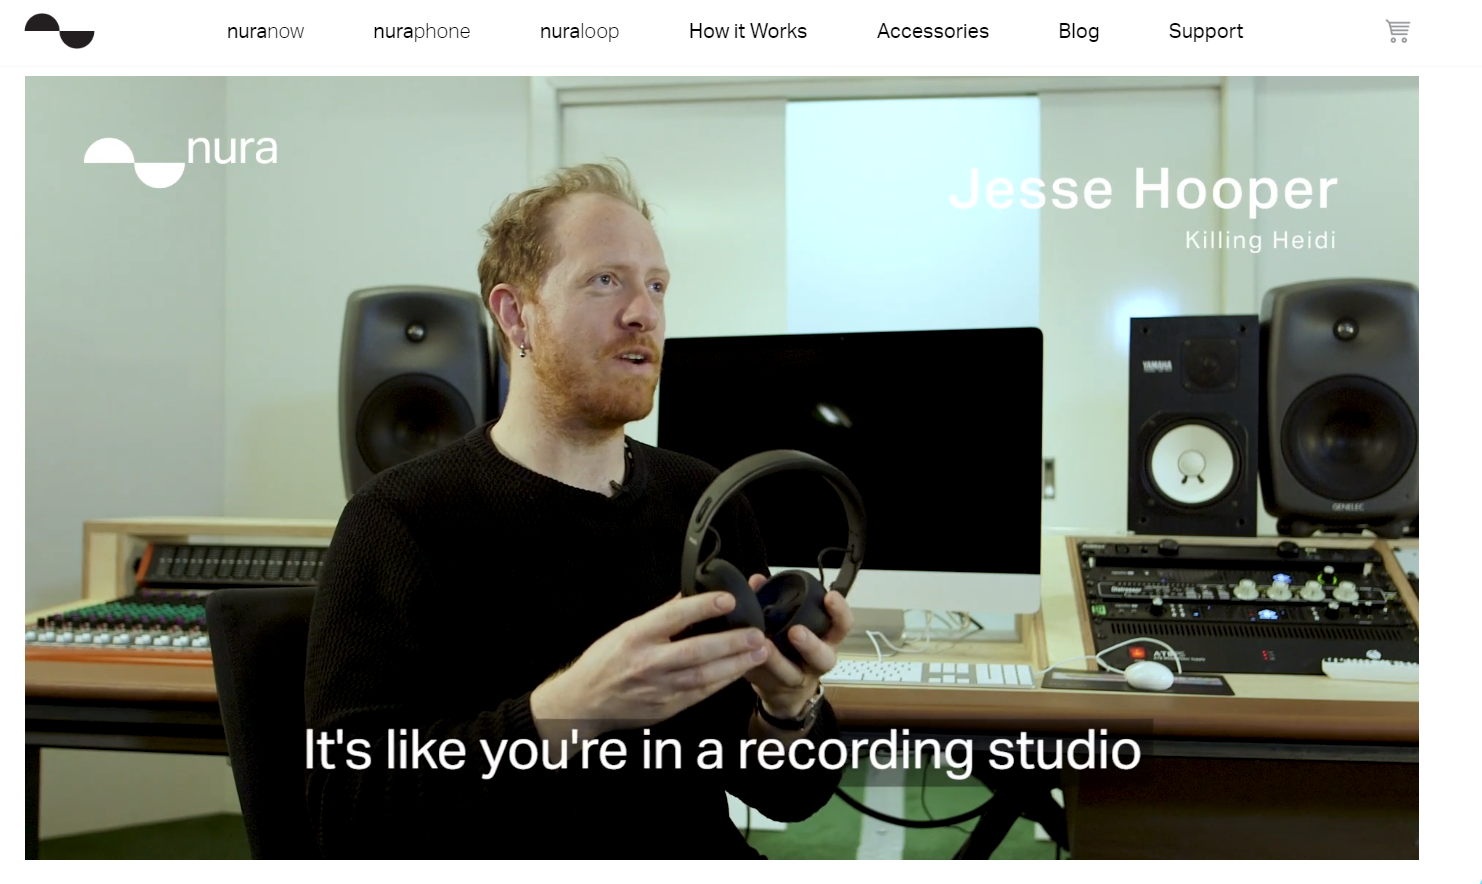 nuranow nuraphone nuraloop How it Works Accessories Blog Support
nura
Jesse Hooper
Killing Heidi
YAMAHA
GENELEC
It's like you're in a recording studio